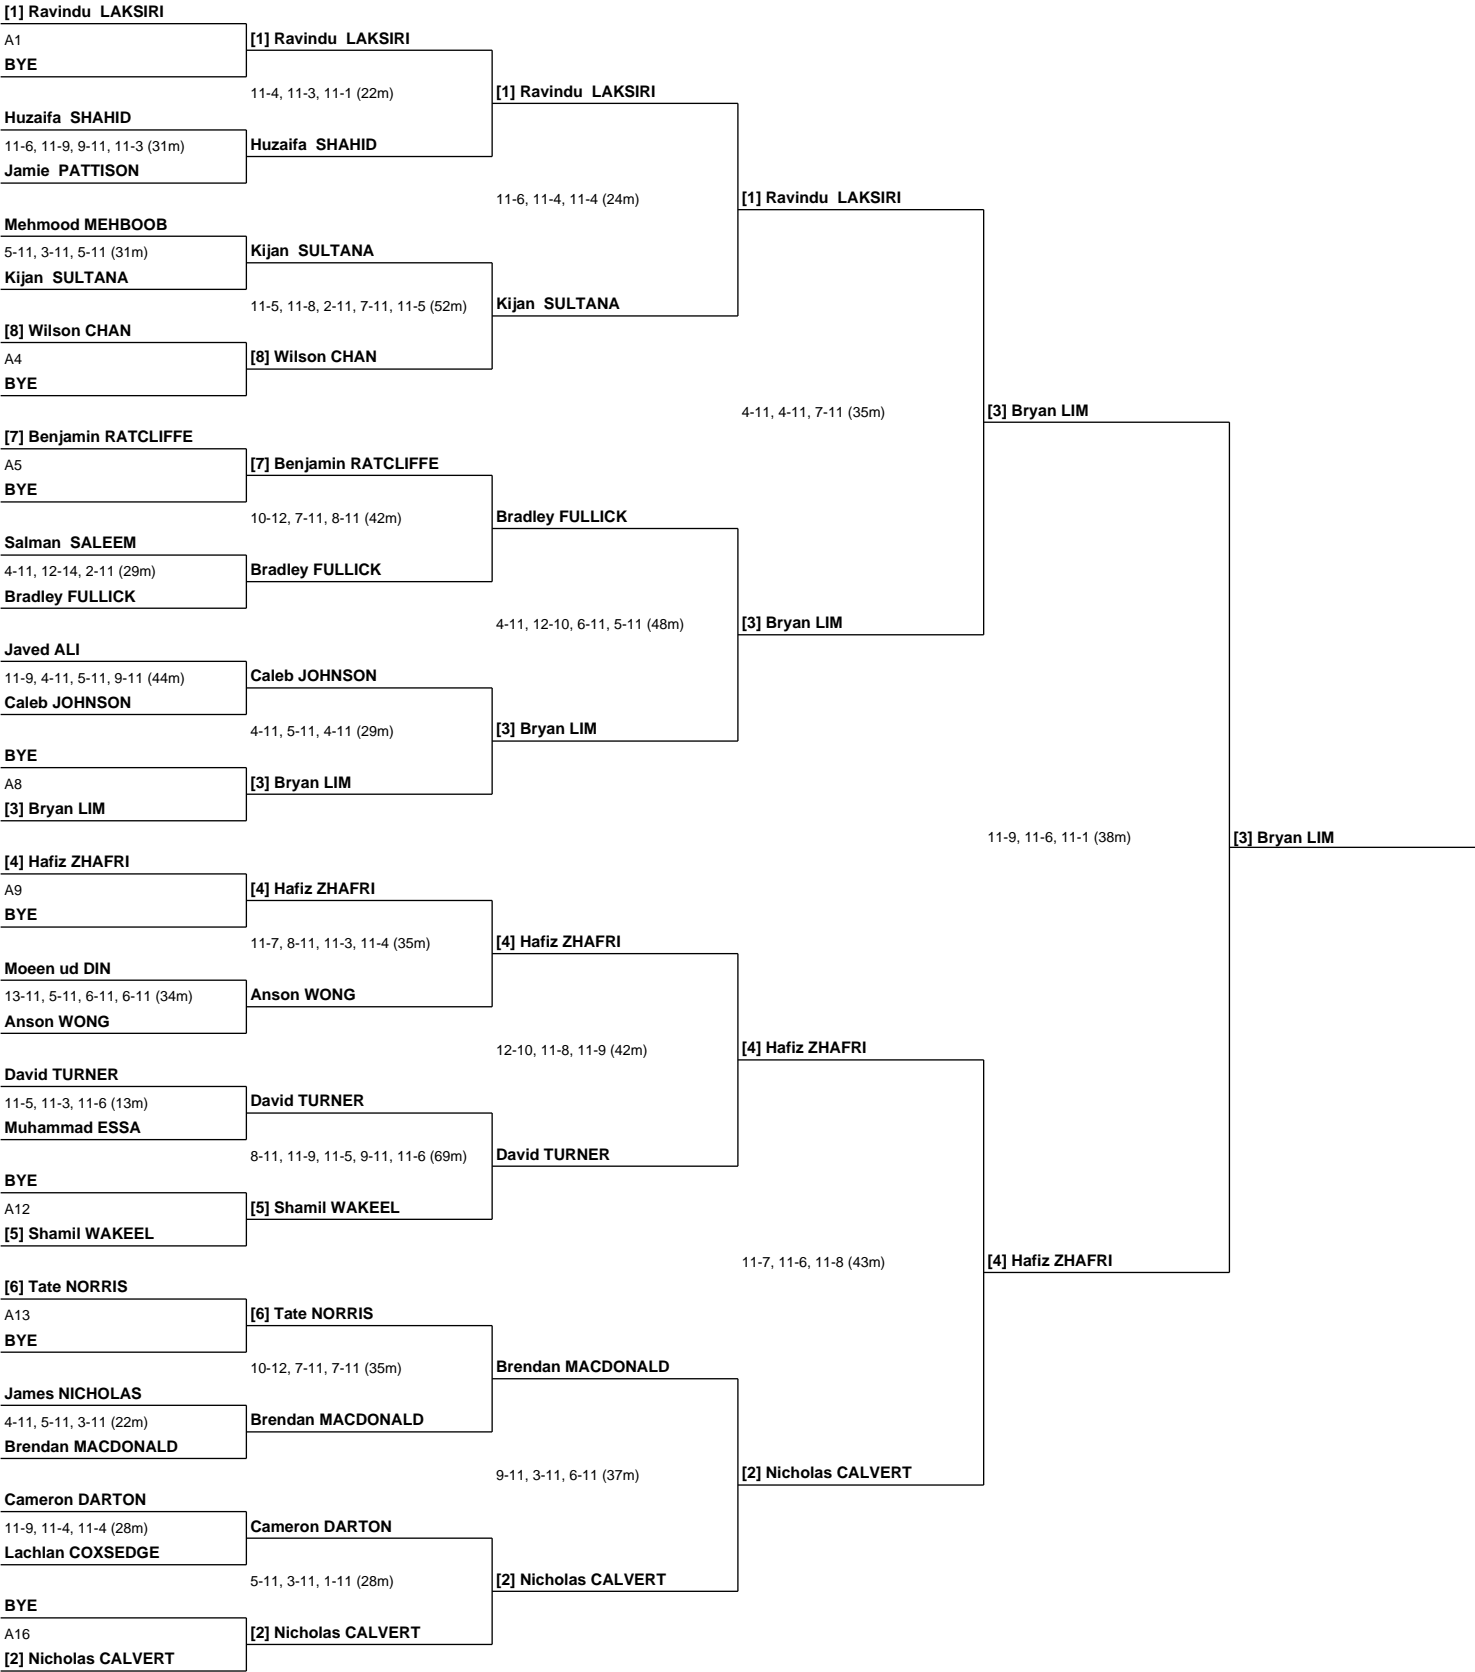 [1] Ravindu LAKSIRI
A1
BYE
[1] Ravindu LAKSIRI
11-4, 11-3, 11-1 (22m)
[1] Ravindu LAKSIRI
Huzaifa SHAHID
11-6, 11-9, 9-11, 11-3 (31m)
Jamie PATTISON
Huzaifa SHAHID
11-6, 11-4, 11-4 (24m)
[1] Ravindu LAKSIRI
Mehmood MEHBOOB
5-11, 3-11, 5-11 (31m)
Kijan SULTANA
Kijan SULTANA
11-5, 11-8, 2-11, 7-11, 11-5 (52m)
Kijan SULTANA
[8] Wilson CHAN
A4
BYE
[8] Wilson CHAN
4-11, 4-11, 7-11 (35m)
[3] Bryan LIM
[7] Benjamin RATCLIFFE
A5
BYE
[7] Benjamin RATCLIFFE
10-12, 7-11, 8-11 (42m)
Bradley FULLICK
Salman SALEEM
4-11, 12-14, 2-11 (29m)
Bradley FULLICK
Bradley FULLICK
4-11, 12-10, 6-11, 5-11 (48m)
[3] Bryan LIM
Javed ALI
11-9, 4-11, 5-11, 9-11 (44m)
Caleb JOHNSON
Caleb JOHNSON
4-11, 5-11, 4-11 (29m)
[3] Bryan LIM
BYE
A8
[3] Bryan LIM
[3] Bryan LIM
11-9, 11-6, 11-1 (38m)
[3] Bryan LIM
[4] Hafiz ZHAFRI
A9
BYE
[4] Hafiz ZHAFRI
11-7, 8-11, 11-3, 11-4 (35m)
[4] Hafiz ZHAFRI
Moeen ud DIN
13-11, 5-11, 6-11, 6-11 (34m)
Anson WONG
Anson WONG
12-10, 11-8, 11-9 (42m)
[4] Hafiz ZHAFRI
David TURNER
11-5, 11-3, 11-6 (13m)
Muhammad ESSA
David TURNER
8-11, 11-9, 11-5, 9-11, 11-6 (69m)
David TURNER
BYE
A12
[5] Shamil WAKEEL
[5] Shamil WAKEEL
11-7, 11-6, 11-8 (43m)
[4] Hafiz ZHAFRI
[6] Tate NORRIS
A13
BYE
[6] Tate NORRIS
10-12, 7-11, 7-11 (35m)
Brendan MACDONALD
James NICHOLAS
4-11, 5-11, 3-11 (22m)
Brendan MACDONALD
Brendan MACDONALD
9-11, 3-11, 6-11 (37m)
[2] Nicholas CALVERT
Cameron DARTON
11-9, 11-4, 11-4 (28m)
Lachlan COXSEDGE
Cameron DARTON
5-11, 3-11, 1-11 (28m)
[2] Nicholas CALVERT
BYE
A16
[2] Nicholas CALVERT
[2] Nicholas CALVERT